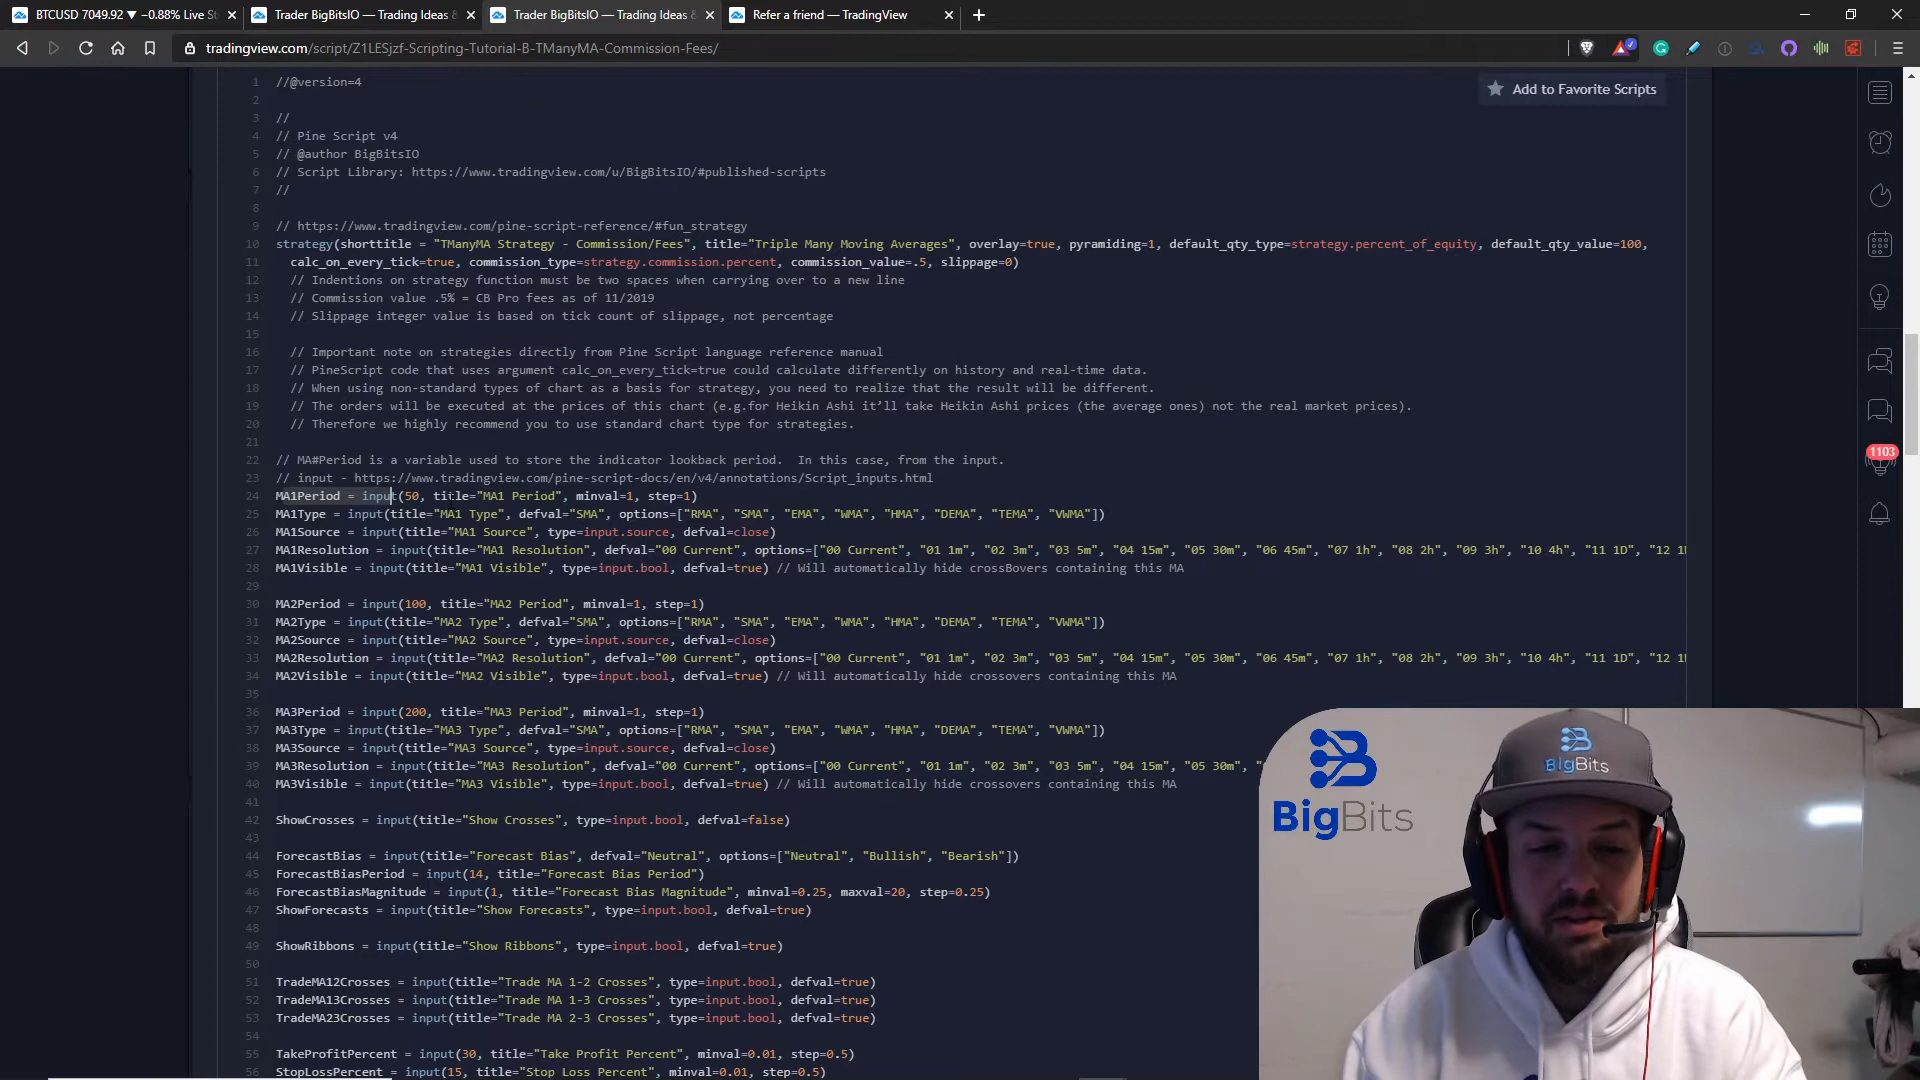 BTCUSD 7049.92 ▼ −0.88% Live St
Trader BigBitsIO — Trading Ideas &
Trader BigBitsIO — Trading Ideas &
Refer a friend — TradingView
tradingview.com/script/Z1LESjzf-Scripting-Tutorial-B-TManyMA-Commission-Fees/
Add to Favorite Scripts
1 //@version=4
2
3 //
4 // Pine Script v4
5 // @author BigBitsIO
6 // Script Library: https://www.tradingview.com/u/BigBitsIO/#published-scripts
7 //
8
9 // https://www.tradingview.com/pine-script-reference/#fun_strategy
10 strategy(shorttitle = "TManyMA Strategy - Commission/Fees", title="Triple Many Moving Averages", overlay=true, pyramiding=1, default_qty_type=strategy.percent_of_equity, default_qty_value=100,
11 calc_on_every_tick=true, commission_type=strategy.commission.percent, commission_value=.5, slippage=0)
12 // Indentions on strategy function must be two spaces when carrying over to a new line
13 // Commission value .5% = CB Pro fees as of 11/2019
14 // Slippage integer value is based on tick count of slippage, not percentage
15
16 // Important note on strategies directly from Pine Script language reference manual
17 // PineScript code that uses argument calc_on_every_tick=true could calculate differently on history and real-time data.
18 // When using non-standard types of chart as a basis for strategy, you need to realize that the result will be different.
19 // The orders will be executed at the prices of this chart (e.g.for Heikin Ashi it’ll take Heikin Ashi prices (the average ones) not the real market prices).
20 // Therefore we highly recommend you to use standard chart type for strategies.
21
22 // MA#Period is a variable used to store the indicator lookback period.  In this case, from the input.
23 // input - https://www.tradingview.com/pine-script-docs/en/v4/annotations/Script_inputs.html
24 MA1Period = input(50, title="MA1 Period", minval=1, step=1)
25 MA1Type = input(title="MA1 Type", defval="SMA", options=["RMA", "SMA", "EMA", "WMA", "HMA", "DEMA", "TEMA", "VWMA"])
26 MA1Source = input(title="MA1 Source", type=input.source, defval=close)
27 MA1Resolution = input(title="MA1 Resolution", defval="00 Current", options=["00 Current", "01 1m", "02 3m", "03 5m", "04 15m", "05 30m", "06 45m", "07 1h", "08 2h", "09 3h", "10 4h", "11 1D", "12 1
28 MA1Visible = input(title="MA1 Visible", type=input.bool, defval=true) // Will automatically hide crossBovers containing this MA
29
30 MA2Period = input(100, title="MA2 Period", minval=1, step=1)
31 MA2Type = input(title="MA2 Type", defval="SMA", options=["RMA", "SMA", "EMA", "WMA", "HMA", "DEMA", "TEMA", "VWMA"])
32 MA2Source = input(title="MA2 Source", type=input.source, defval=close)
33 MA2Resolution = input(title="MA2 Resolution", defval="00 Current", options=["00 Current", "01 1m", "02 3m", "03 5m", "04 15m", "05 30m", "06 45m", "07 1h", "08 2h", "09 3h", "10 4h", "11 1D", "12 1
34 MA2Visible = input(title="MA2 Visible", type=input.bool, defval=true) // Will automatically hide crossovers containing this MA
35
36 MA3Period = input(200, title="MA3 Period", minval=1, step=1)
37 MA3Type = input(title="MA3 Type", defval="SMA", options=["RMA", "SMA", "EMA", "WMA", "HMA", "DEMA", "TEMA", "VWMA"])
38 MA3Source = input(title="MA3 Source", type=input.source, defval=close)
39 MA3Resolution = input(title="MA3 Resolution", defval="00 Current", options=["00 Current", "01 1m", "02 3m", "03 5m", "04 15m", "05 30m", "
40 MA3Visible = input(title="MA3 Visible", type=input.bool, defval=true) // Will automatically hide crossovers containing this MA
41
42 ShowCrosses = input(title="Show Crosses", type=input.bool, defval=false)
43
44 ForecastBias = input(title="Forecast Bias", defval="Neutral", options=["Neutral", "Bullish", "Bearish"])
45 ForecastBiasPeriod = input(14, title="Forecast Bias Period")
46 ForecastBiasMagnitude = input(1, title="Forecast Bias Magnitude", minval=0.25, maxval=20, step=0.25)
47 ShowForecasts = input(title="Show Forecasts", type=input.bool, defval=true)
48
49 ShowRibbons = input(title="Show Ribbons", type=input.bool, defval=true)
50
51 TradeMA12Crosses = input(title="Trade MA 1-2 Crosses", type=input.bool, defval=true)
52 TradeMA13Crosses = input(title="Trade MA 1-3 Crosses", type=input.bool, defval=true)
53 TradeMA23Crosses = input(title="Trade MA 2-3 Crosses", type=input.bool, defval=true)
54
55 TakeProfitPercent = input(30, title="Take Profit Percent", minval=0.01, step=0.5)
56 StopLossPercent = input(15, title="Stop Loss Percent", minval=0.01, step=0.5)
1103
BigBits
BigBits